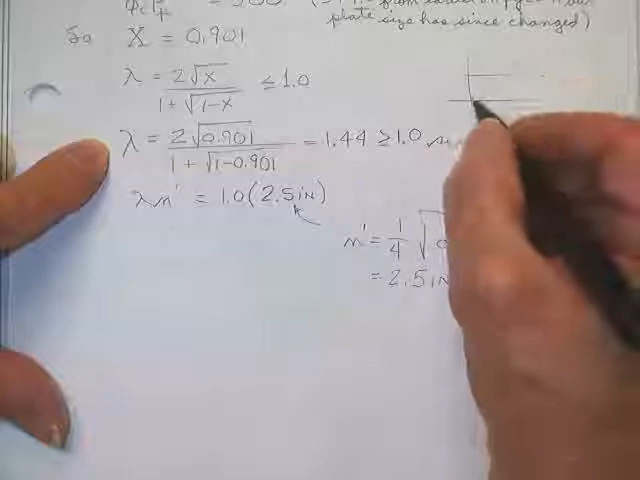 plate size has since changed)
So X = 0.901
λ = 2√x / 1 + √1-x ≤ 1.0
λ = 2√0.901 / 1 + √1-0.901 = 1.44 ≥ 1.0
λn' = 1.0(2.5in)
n' = 1/4 √
= 2.5in